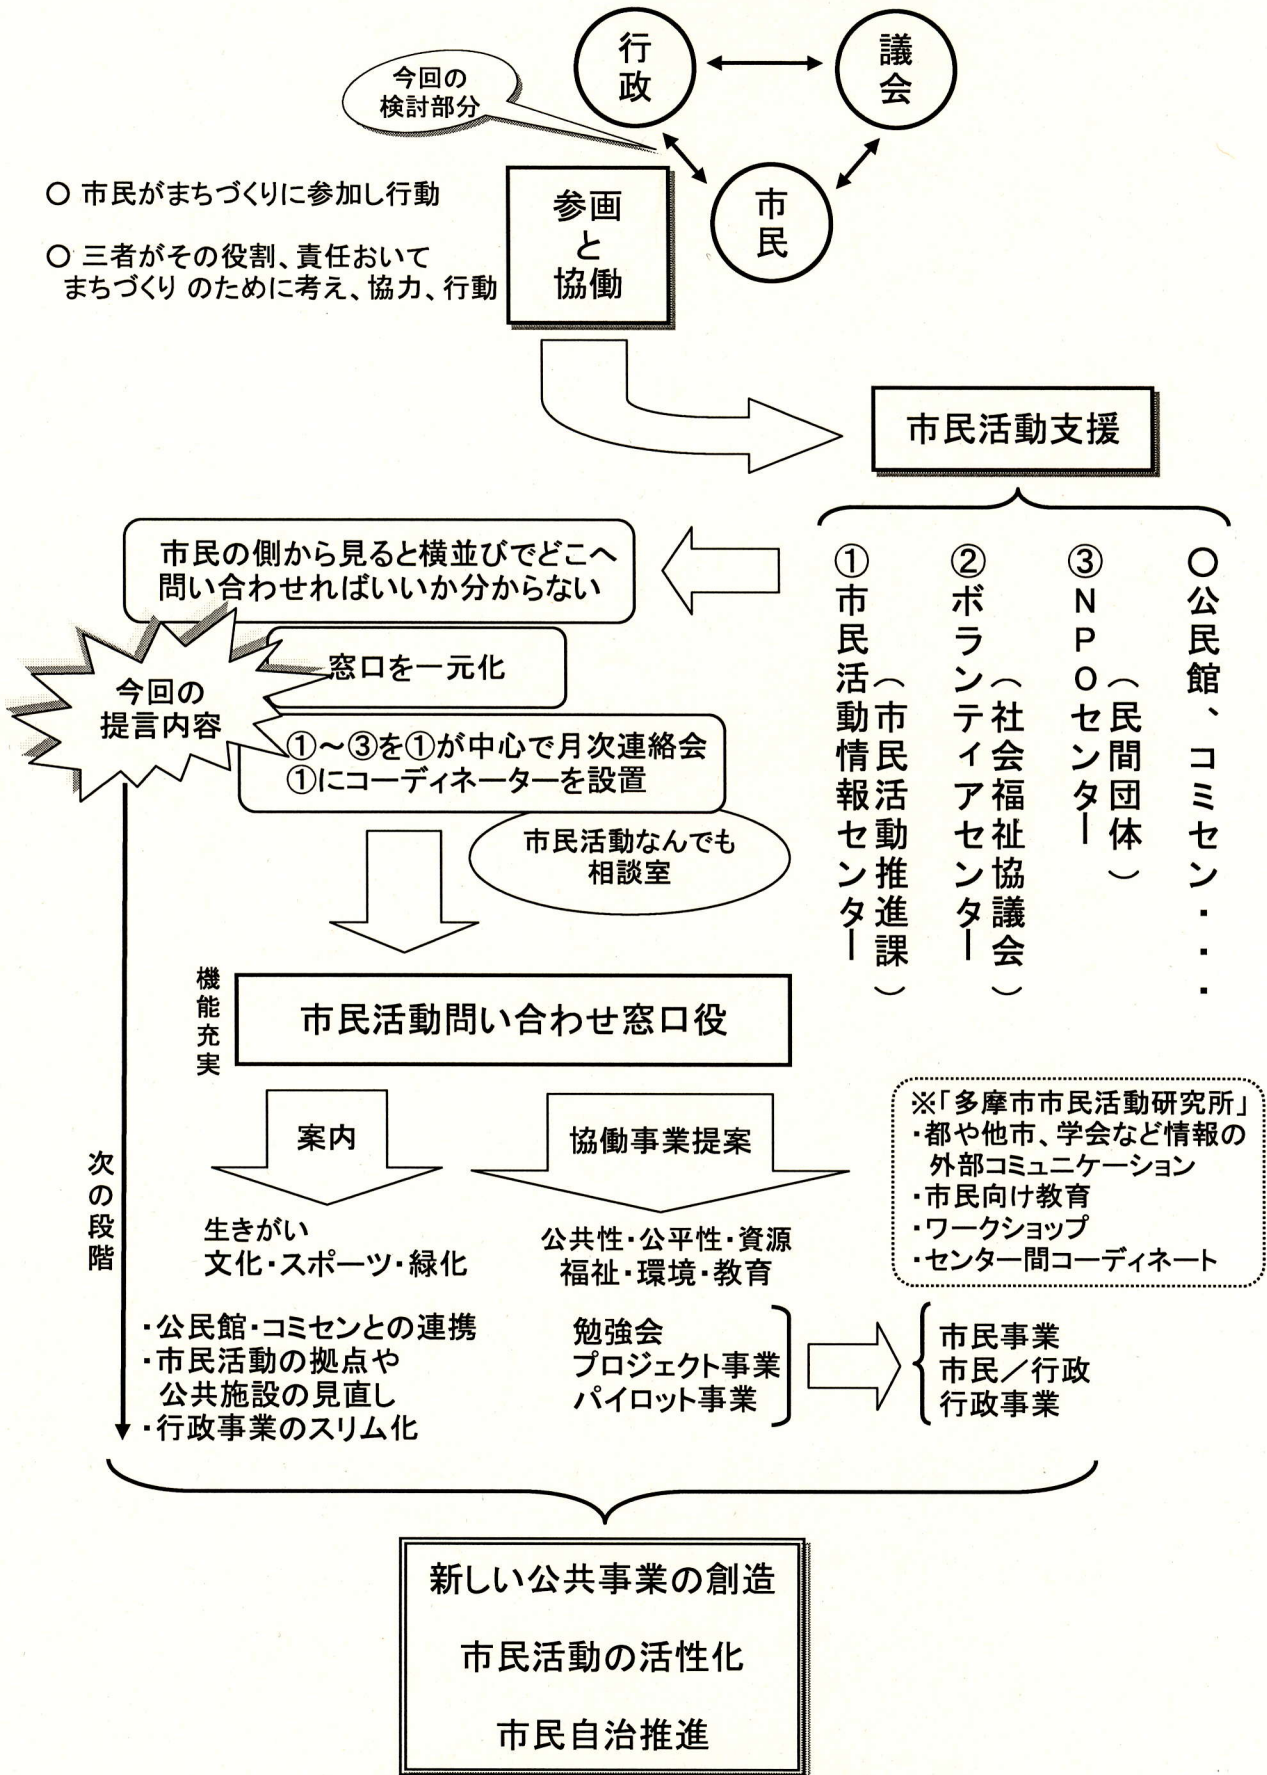 行政
議会
今回の
検討部分
市民
○ 市民がまちづくりに参加し行動
○ 三者がその役割、責任おいて
まちづくり のために考え、協力、行動
参画
と
協働
市民活動支援
①市民活動情報センター
（市民活動推進課）
②ボランティアセンター
（社会福祉協議会）
③NPOセンター
（民間団体）
○公民館、コミセン・・・
市民の側から見ると横並びでどこへ
問い合わせればいいか分からない
窓口を一元化
今回の
提言内容
①～③を①が中心で月次連絡会
①にコーディネーターを設置
市民活動なんでも
相談室
機能充実
市民活動問い合わせ窓口役
案内
協働事業提案
※「多摩市市民活動研究所」
・都や他市、学会など情報の
外部コミュニケーション
・市民向け教育
・ワークショップ
・センター間コーディネート
次の段階
生きがい
文化・スポーツ・緑化
公共性・公平性・資源
福祉・環境・教育
・公民館・コミセンとの連携
・市民活動の拠点や
公共施設の見直し
・行政事業のスリム化
勉強会
プロジェクト事業
パイロット事業
市民事業
市民／行政
行政事業
新しい公共事業の創造
市民活動の活性化
市民自治推進